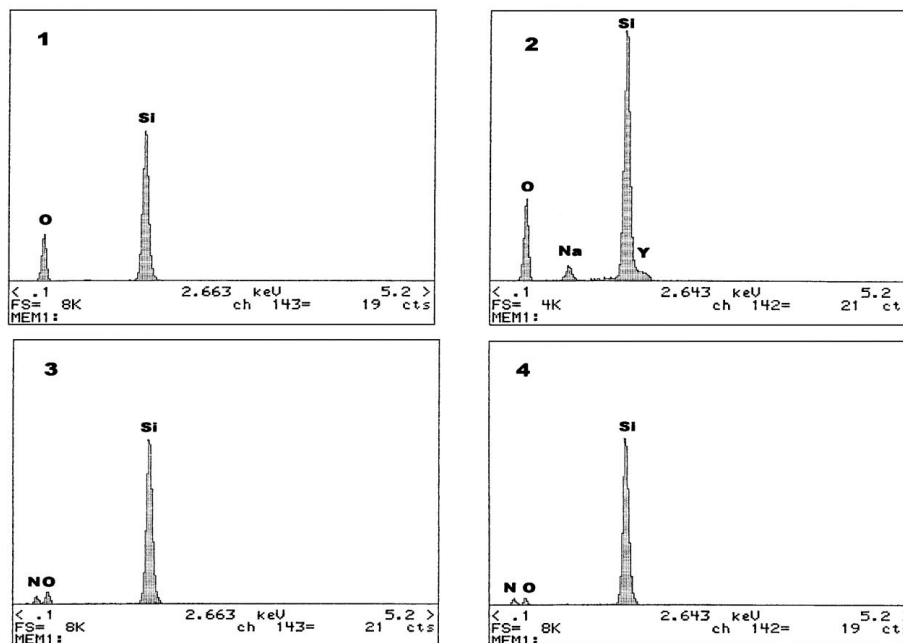 1
Si
O
< .1 2.663 keV 5.2 >
FS= 8K ch 143= 19 cts
MEM1:
2
Si
O
Na
Y
< .1 2.643 keV 5.2
FS= 4K ch 142= 21 ct
MEM1:
3
Si
N O
< .1 2.663 keV 5.2 >
FS= 8K ch 143= 21 cts
MEM1:
4
Si
N O
< .1 2.643 keV 5.2
FS= 8K ch 142= 19 ct
MEM1: